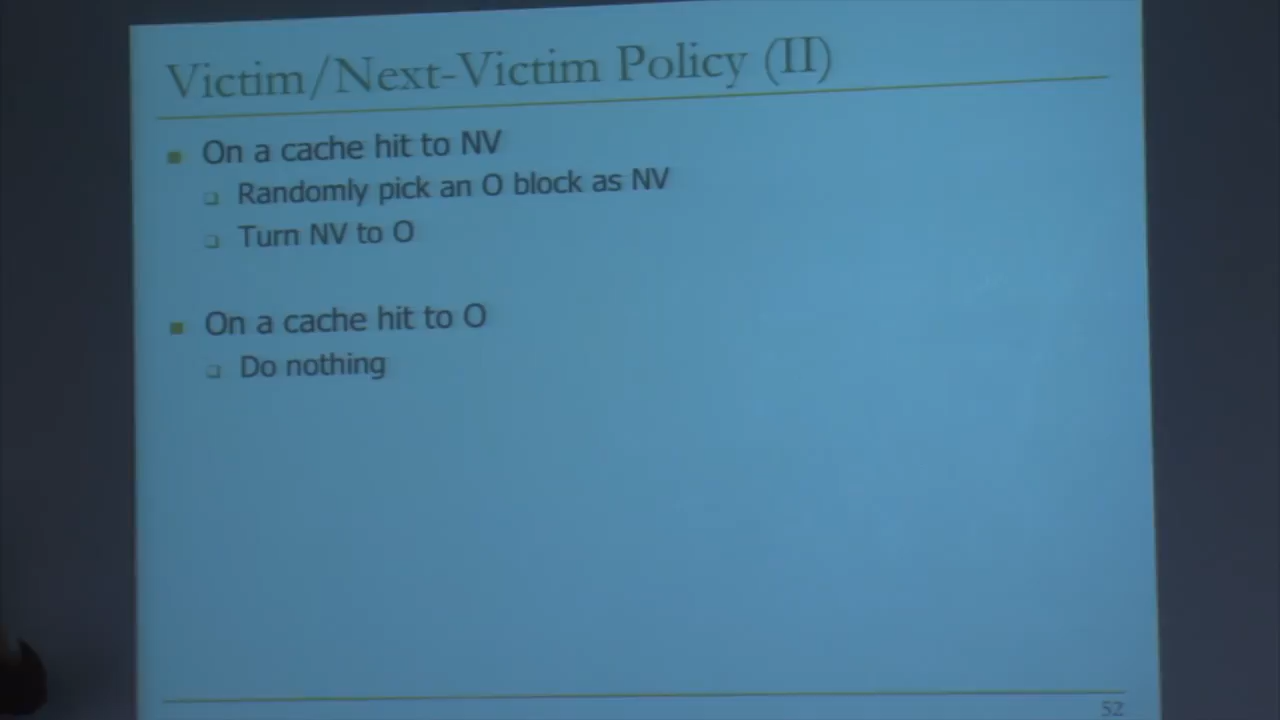 Victim/Next-Victim Policy (II)
On a cache hit to NV
Randomly pick an O block as NV
Turn NV to O
On a cache hit to O
Do nothing
52